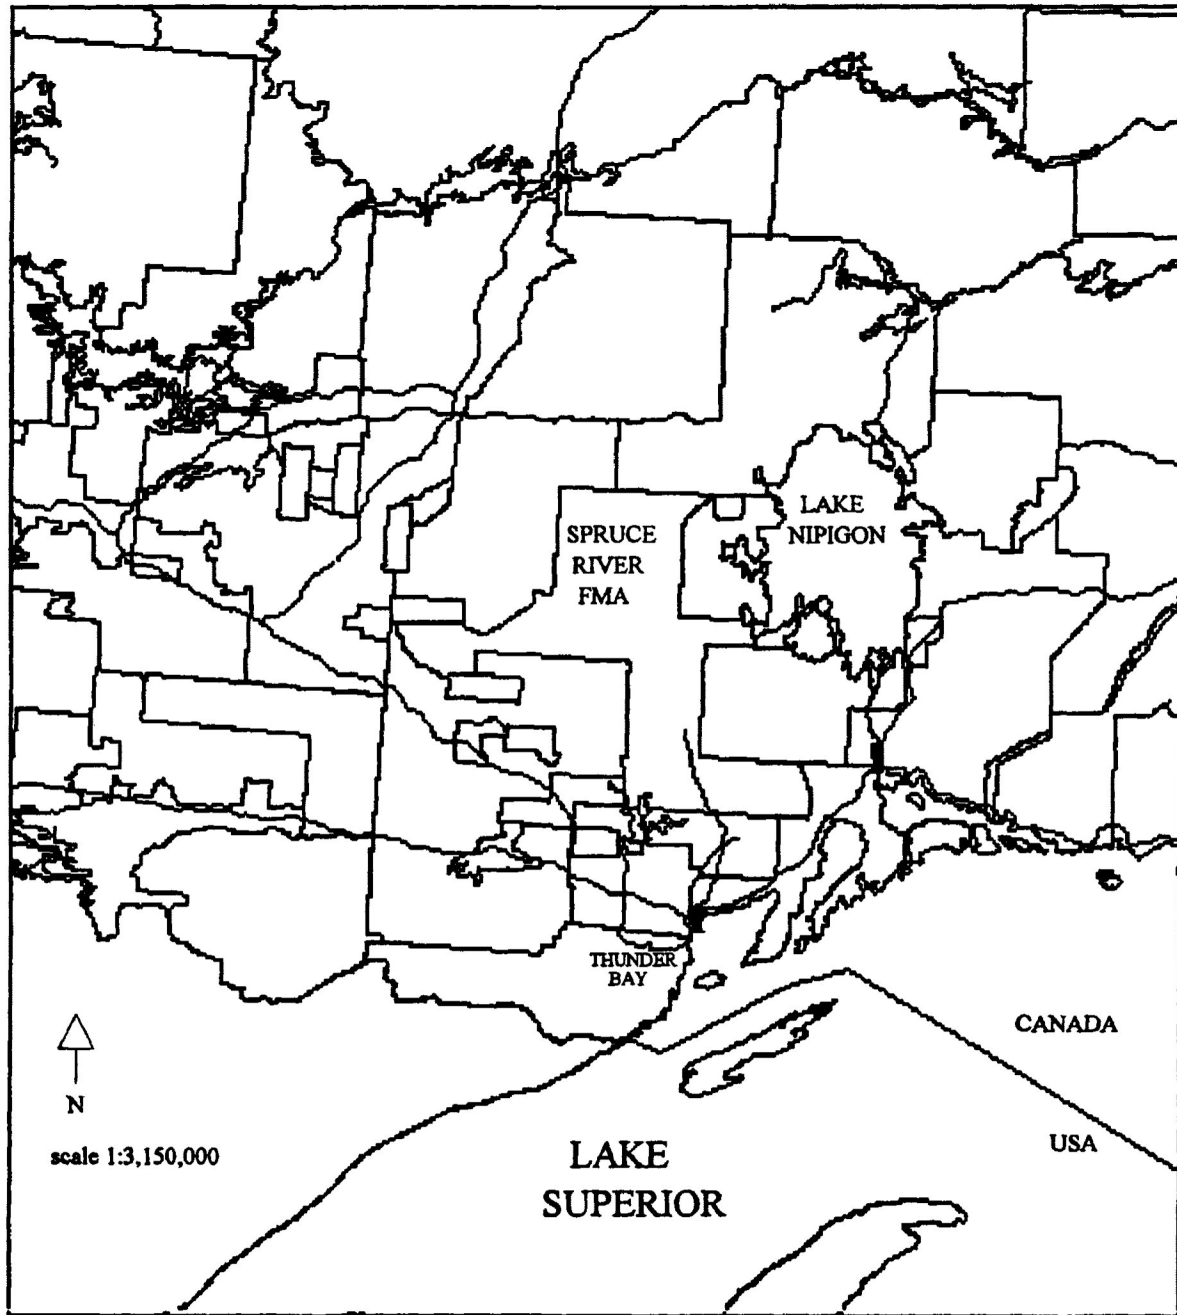 LAKE
NIPIGON
SPRUCE
RIVER
FMA
THUNDER
BAY
CANADA
N
scale 1:3,150,000
USA
LAKE
SUPERIOR